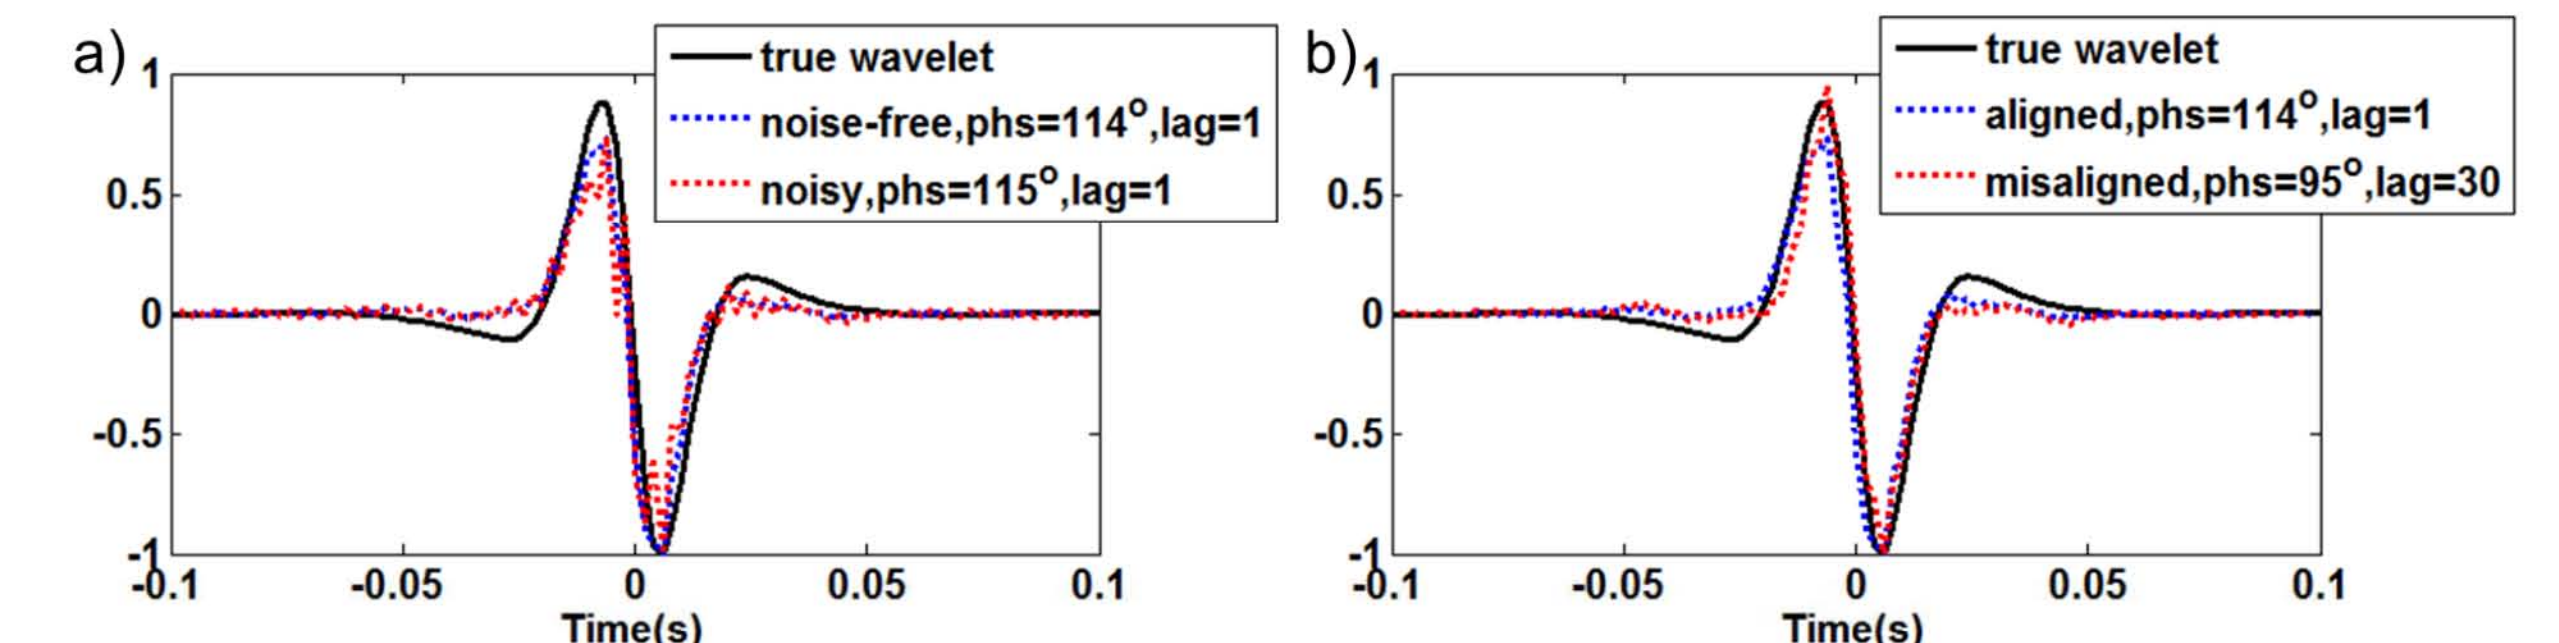 a)
true wavelet
noise-free,phs=114°,lag=1
noisy,phs=115°,lag=1
1
0.5
0
-0.5
-1
-0.1 -0.05 0 0.05 0.1
Time(s)
b)
true wavelet
aligned,phs=114°,lag=1
misaligned,phs=95°,lag=30
1
0.5
0
-0.5
-1
-0.1 -0.05 0 0.05 0.1
Time(s)